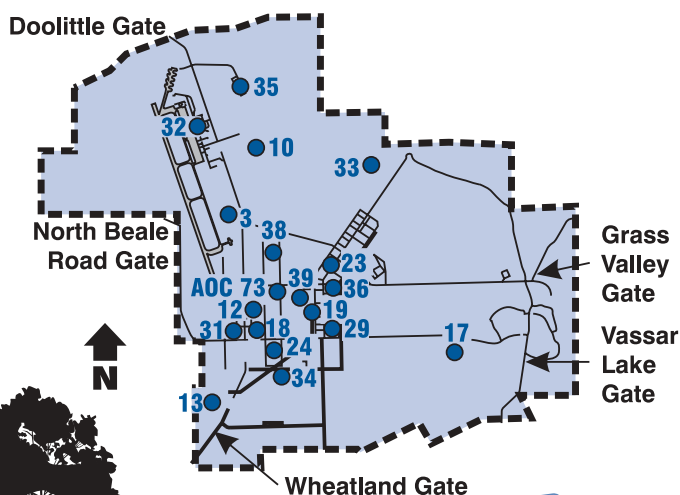 Doolittle Gate
35
32
10
33
3
North Beale
Road Gate
38
Grass
Valley
Gate
23
AOC 73
39
36
12
19
31
18
29
17
24
Vassar
Lake
Gate
34
N
13
Wheatland Gate